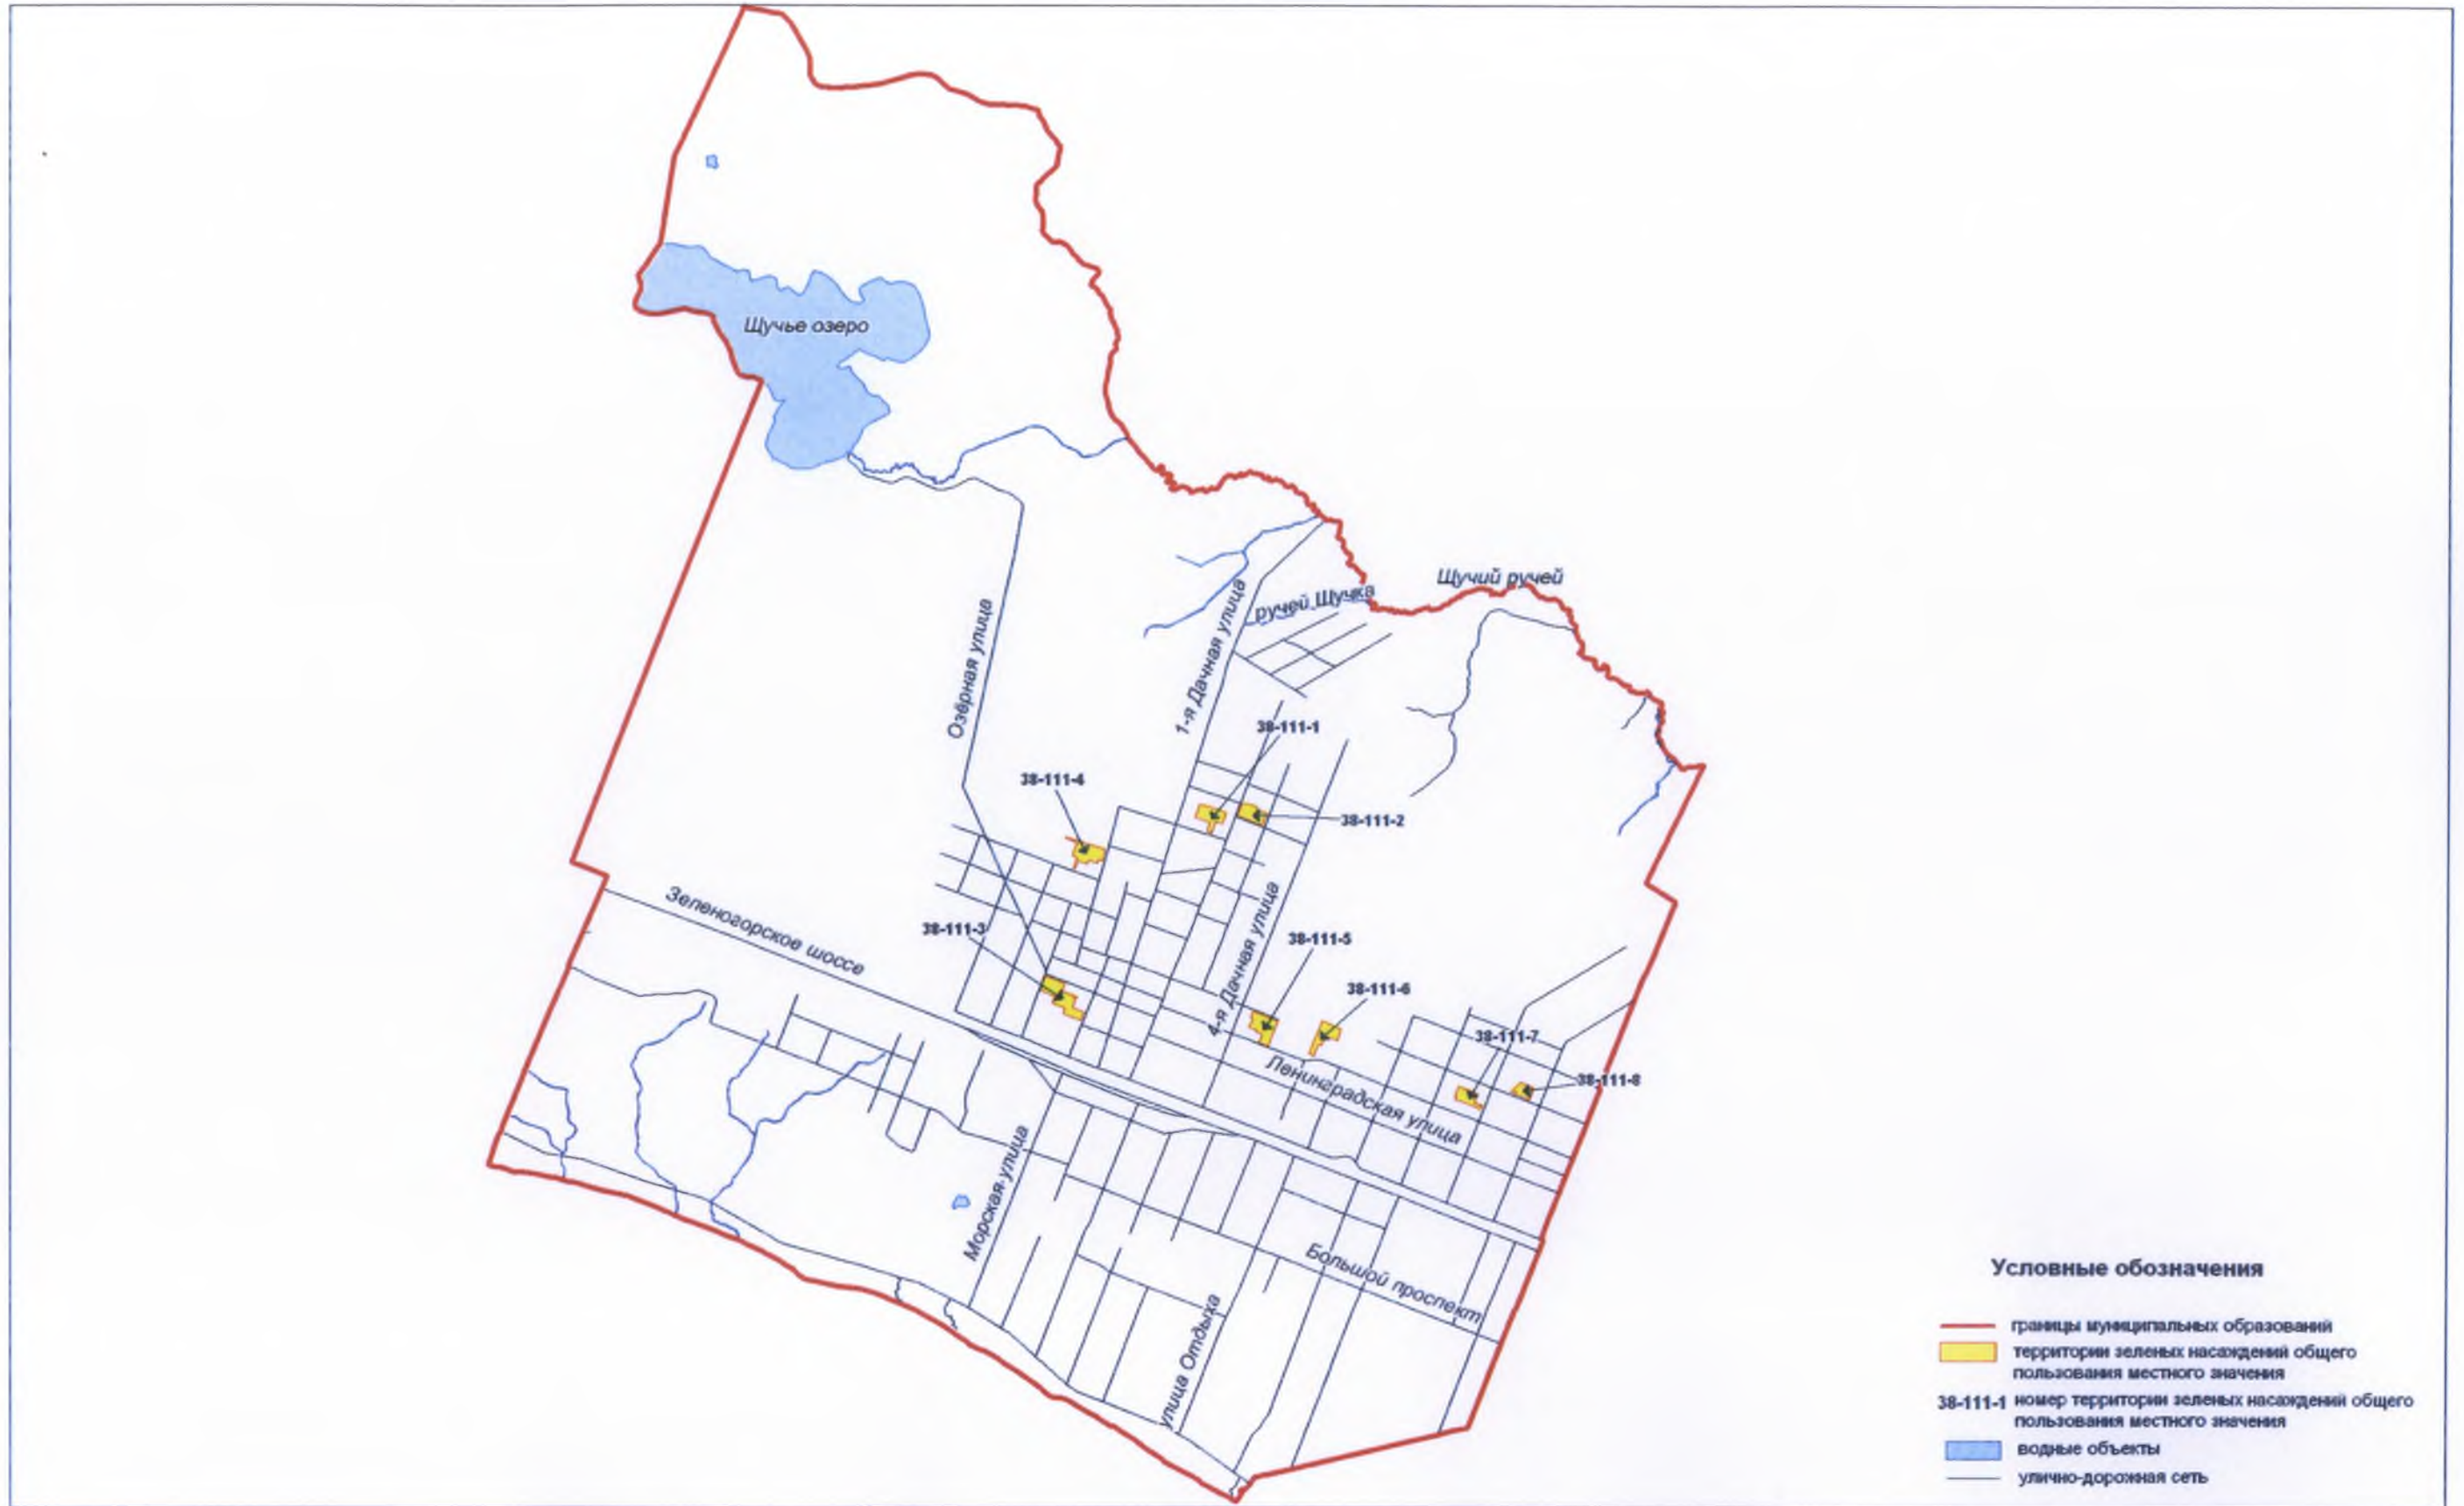 Щучье озеро
Щучий ручей
ручей Щучка
1-я Дачная улица
Озёрная улица
38-111-1
38-111-4
38-111-2
Зеленогорское шоссе
38-111-3
4-я Дачная улица
38-111-5
38-111-6
38-111-7
Ленинградская улица
38-111-8
Морская улица
Большой проспект
улица Отдыха
Условные обозначения
границы муниципальных образований
территории зеленых насаждений общего
пользования местного значения
38-111-1 номер территории зеленых насаждений общего
пользования местного значения
водные объекты
улично-дорожная сеть